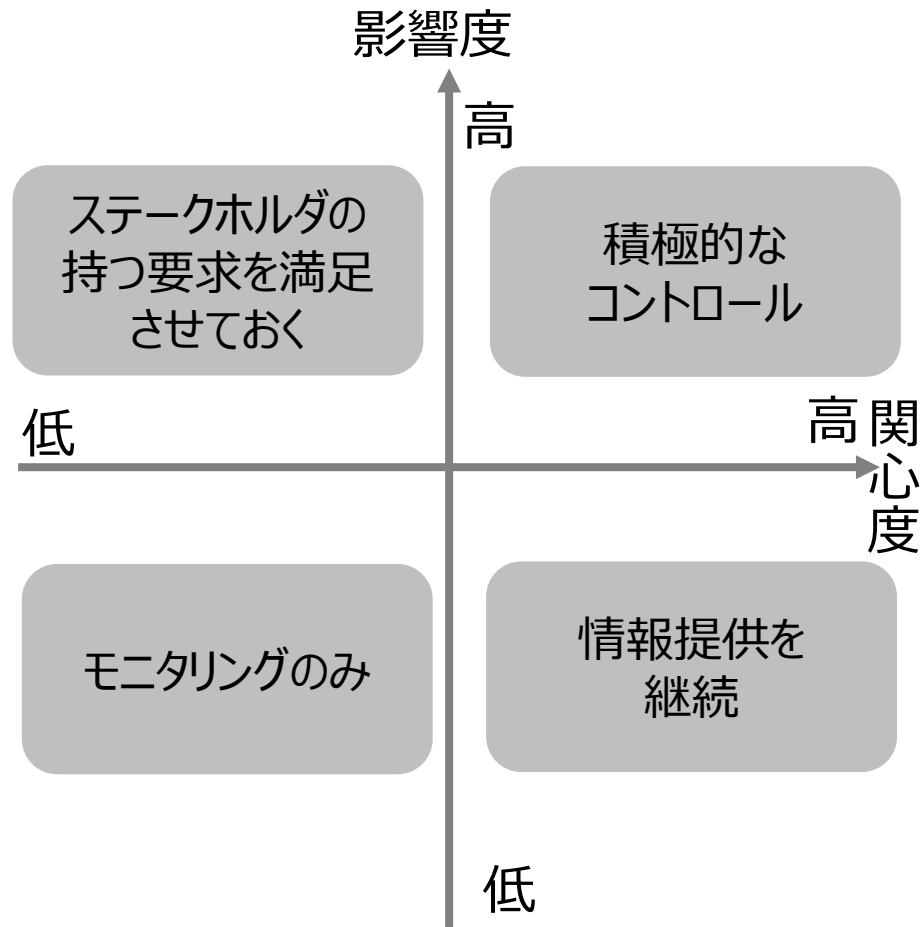 影響度
高
ステークホルダの
持つ要求を満足
させておく
積極的な
コントロール
低
高
関心度
モニタリングのみ
情報提供を
継続
低